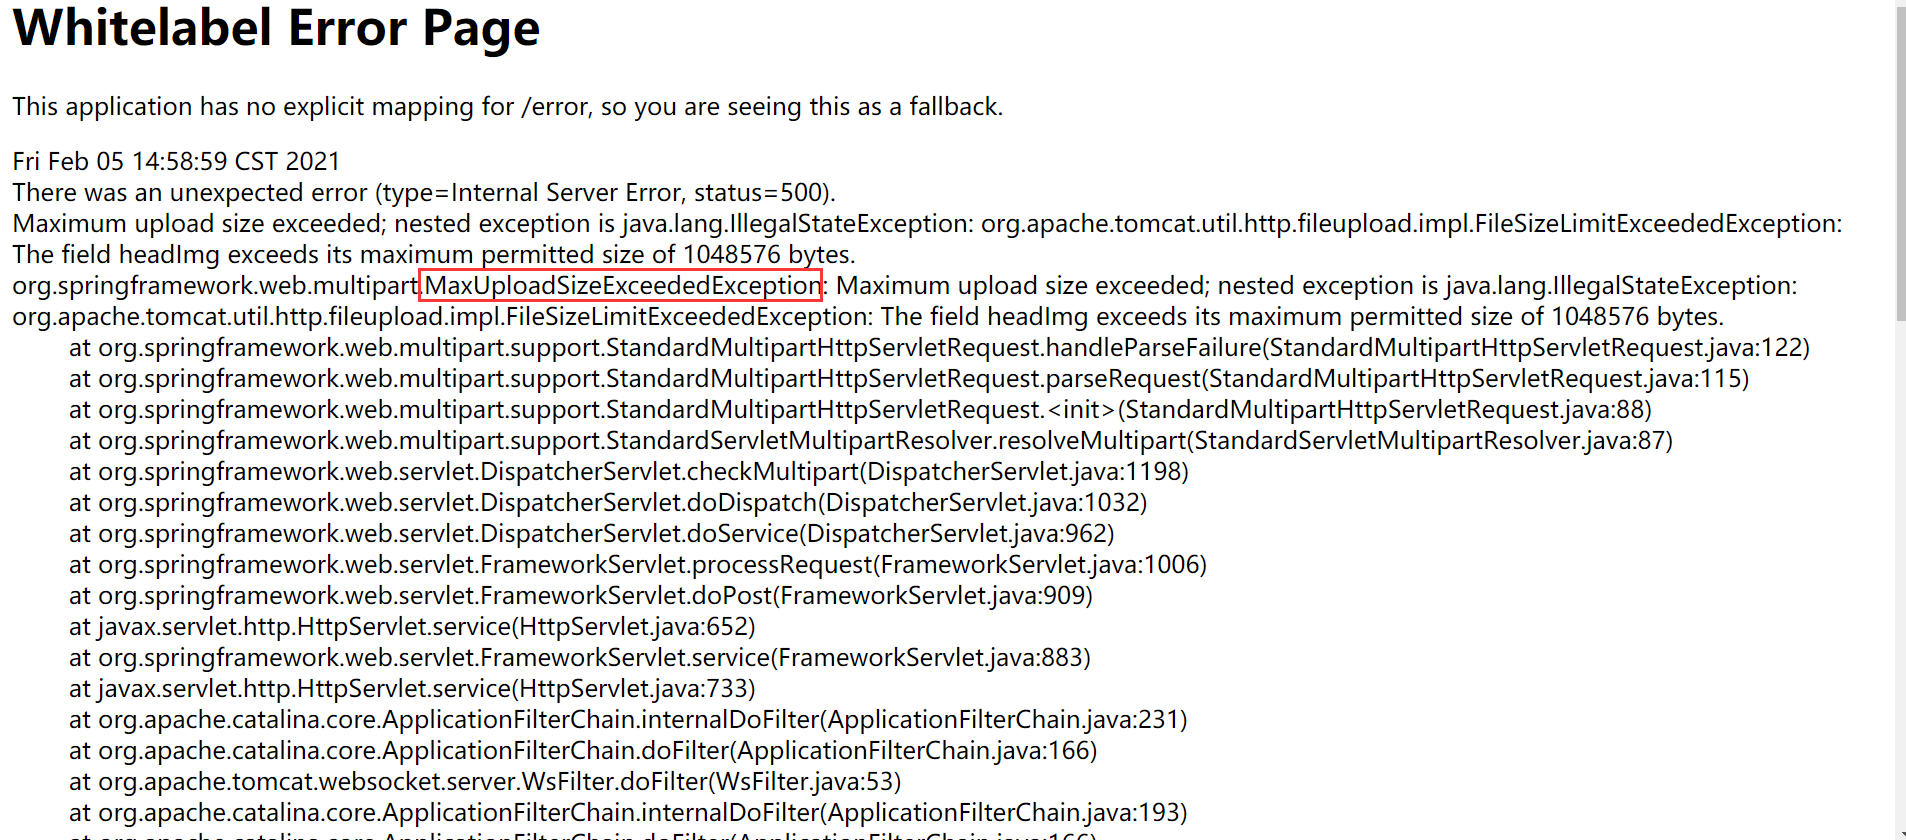 Whitelabel Error Page
This application has no explicit mapping for /error, so you are seeing this as a fallback.
Fri Feb 05 14:58:59 CST 2021
There was an unexpected error (type=Internal Server Error, status=500).
Maximum upload size exceeded; nested exception is java.lang.IllegalStateException: org.apache.tomcat.util.http.fileupload.impl.FileSizeLimitExceededException:
The field headImg exceeds its maximum permitted size of 1048576 bytes.
org.springframework.web.multipart.MaxUploadSizeExceededException: Maximum upload size exceeded; nested exception is java.lang.IllegalStateException:
org.apache.tomcat.util.http.fileupload.impl.FileSizeLimitExceededException: The field headImg exceeds its maximum permitted size of 1048576 bytes.
at org.springframework.web.multipart.support.StandardMultipartHttpServletRequest.handleParseFailure(StandardMultipartHttpServletRequest.java:122)
at org.springframework.web.multipart.support.StandardMultipartHttpServletRequest.parseRequest(StandardMultipartHttpServletRequest.java:115)
at org.springframework.web.multipart.support.StandardMultipartHttpServletRequest.<init>(StandardMultipartHttpServletRequest.java:88)
at org.springframework.web.multipart.support.StandardServletMultipartResolver.resolveMultipart(StandardServletMultipartResolver.java:87)
at org.springframework.web.servlet.DispatcherServlet.checkMultipart(DispatcherServlet.java:1198)
at org.springframework.web.servlet.DispatcherServlet.doDispatch(DispatcherServlet.java:1032)
at org.springframework.web.servlet.DispatcherServlet.doService(DispatcherServlet.java:962)
at org.springframework.web.servlet.FrameworkServlet.processRequest(FrameworkServlet.java:1006)
at org.springframework.web.servlet.FrameworkServlet.doPost(FrameworkServlet.java:909)
at javax.servlet.http.HttpServlet.service(HttpServlet.java:652)
at org.springframework.web.servlet.FrameworkServlet.service(FrameworkServlet.java:883)
at javax.servlet.http.HttpServlet.service(HttpServlet.java:733)
at org.apache.catalina.core.ApplicationFilterChain.internalDoFilter(ApplicationFilterChain.java:231)
at org.apache.catalina.core.ApplicationFilterChain.doFilter(ApplicationFilterChain.java:166)
at org.apache.tomcat.websocket.server.WsFilter.doFilter(WsFilter.java:53)
at org.apache.catalina.core.ApplicationFilterChain.internalDoFilter(ApplicationFilterChain.java:193)